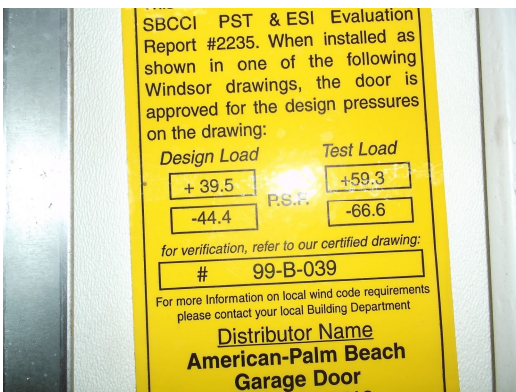 SBCCI PST & ESI Evaluation
Report #2235. When installed as
shown in one of the following
Windsor drawings, the door is
approved for the design pressures
on the drawing:
Design Load Test Load
+ 39.5 +59.3
P.S.F.
-44.4 -66.6
for verification, refer to our certified drawing:
# 99-B-039
For more Information on local wind code requirements
please contact your local Building Department
Distributor Name
American-Palm Beach
Garage Door